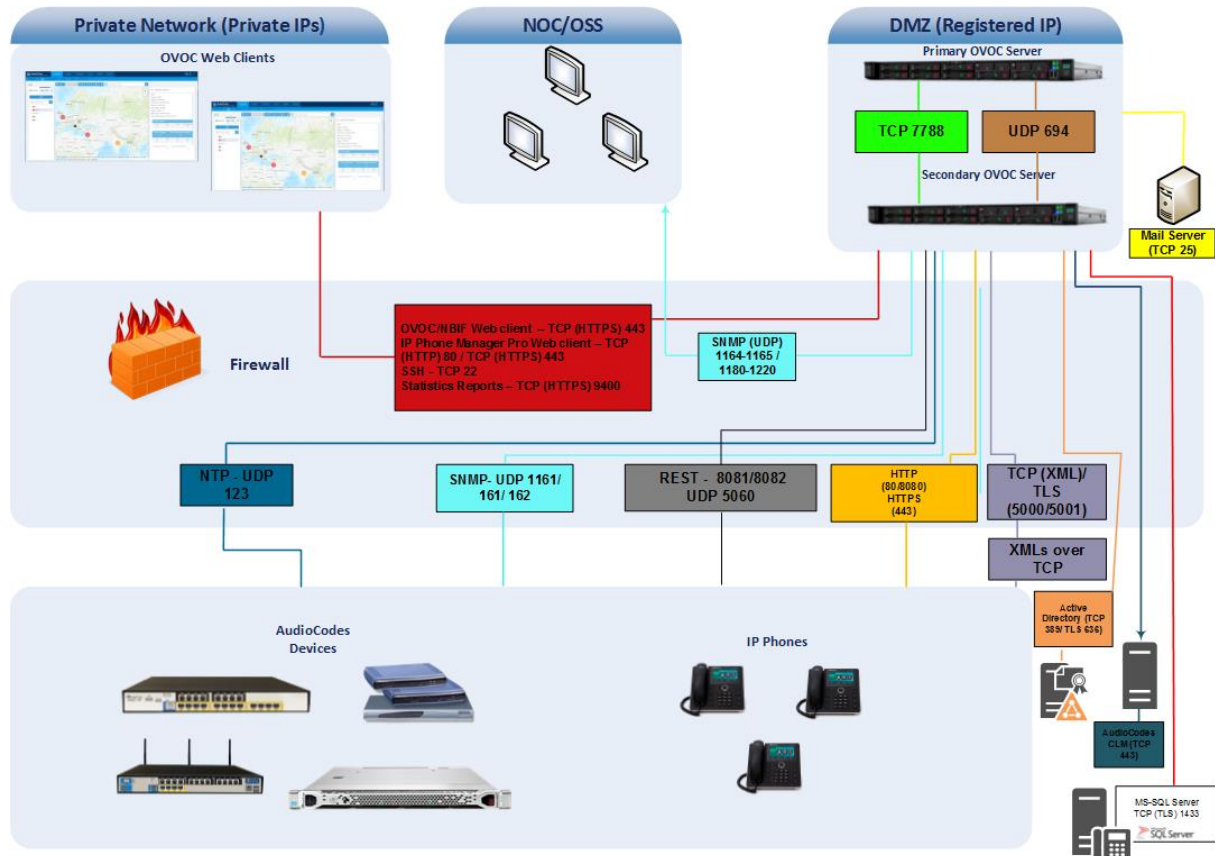 Private Network (Private IPs)
OVOC Web Clients
NOC/OSS
DMZ (Registered IP)
Primary OVOC Server
TCP 7788
UDP 694
Secondary OVOC Server
Mail Server
(TCP 25)
Firewall
OVOC/NBIF Web client – TCP (HTTPS) 443
IP Phone Manager Pro Web client – TCP
(HTTP) 80 / TCP (HTTPS) 443
SSH - TCP 22
Statistics Reports – TCP (HTTPS) 9400
SNMP (UDP)
1164-1165 /
1180-1220
NTP - UDP
123
SNMP- UDP 1161/
161/ 162
REST - 8081/8082
UDP 5060
HTTP
(80/8080)
HTTPS
(443)
TCP (XML)/
TLS
(5000/5001)
XMLs over
TCP
Active
Directory (TCP
389/ TLS 636)
AudioCodes
Devices
IP Phones
AudioCodes
CLM (TCP
443)
MS-SQL Server
TCP (TLS) 1433
SQL Server